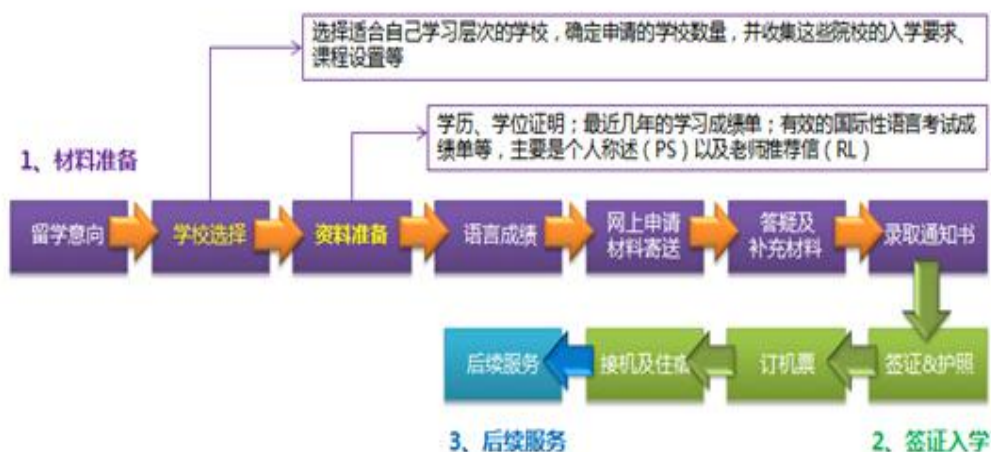 选择适合自己学习层次的学校，确定申请的学校数量，并收集这些院校的入学要求、
课程设置等
学历、学位证明；最近几年的学习成绩单；有效的国际性语言考试成
绩单等，主要是个人称述（PS）以及老师推荐信（RL）
1、材料准备
留学意向
学校选择
资料准备
语言成绩
网上申请
材料寄送
答疑及
补充材料
录取通知书
后续服务
接机及住宿
订机票
签证&护照
3、后续服务
2、签证入学